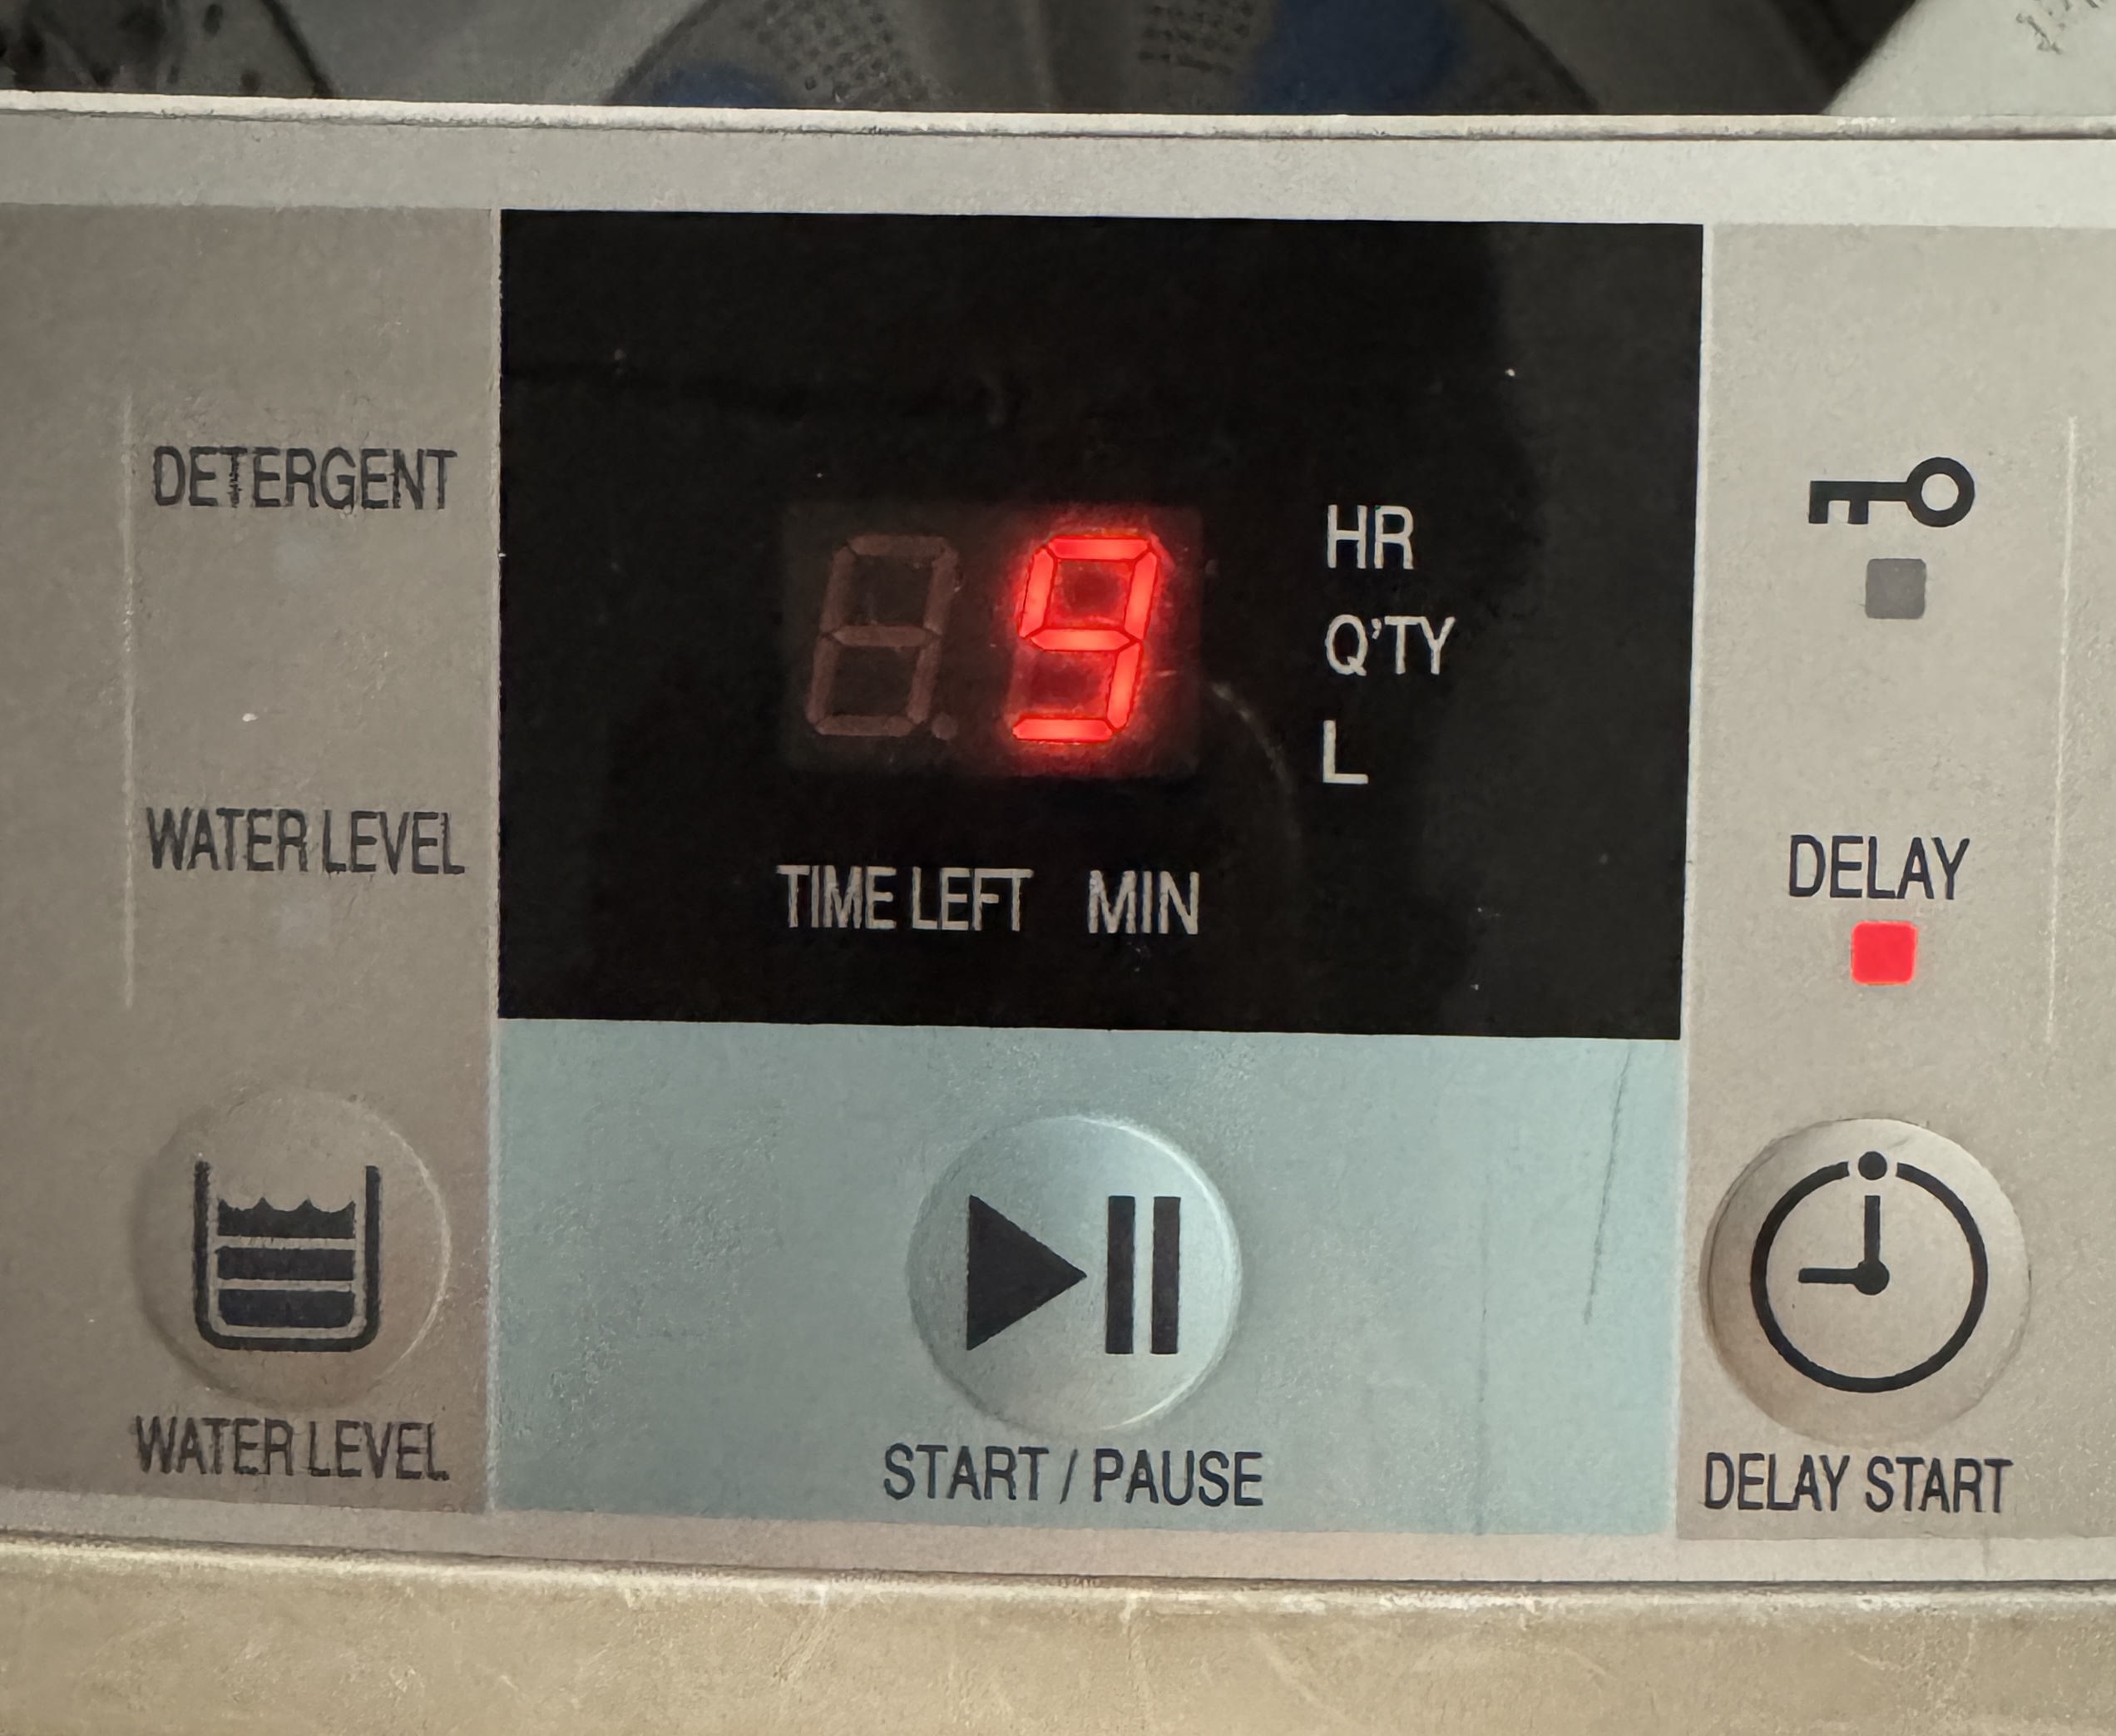 DETERGENT
9
HR
Q'TY
L
WATER LEVEL
TIME LEFT MIN
DELAY
WATER LEVEL
START / PAUSE
DELAY START